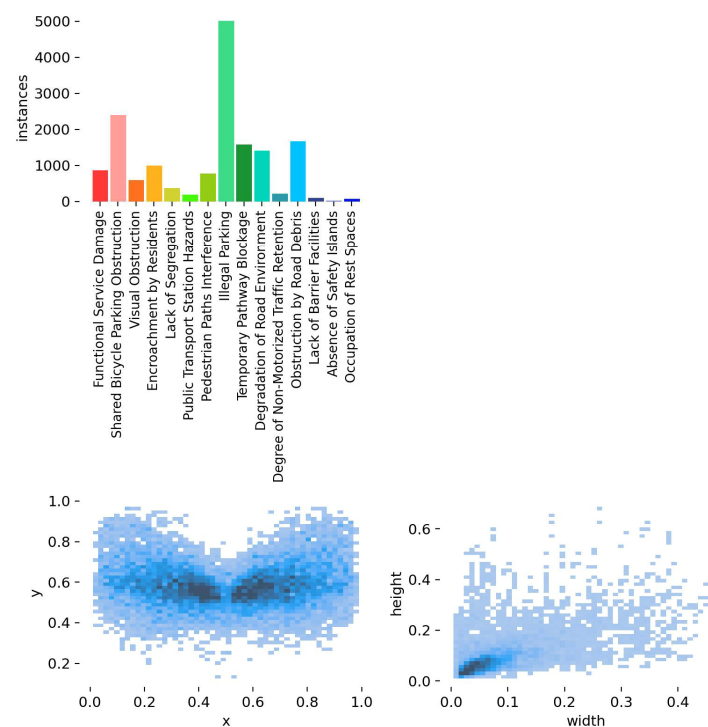 5000
4000
3000
2000
1000
0
instances
Functional Service Damage
Shared Bicycle Parking Obstruction
Visual Obstruction
Encroachment by Residents
Lack of Segregation
Public Transport Station Hazards
Pedestrian Paths Interference
Illegal Parking
Temporary Pathway Blockage
Degradation of Road Environment
Degree of Non-Motorized Traffic Retention
Obstruction by Road Debris
Lack of Barrier Facilities
Absence of Safety Islands
Occupation of Rest Spaces
1.0
0.8
0.6
0.4
0.2
y
0.0 0.2 0.4 0.6 0.8 1.0
x
0.6
0.4
0.2
0.0
height
0.0 0.1 0.2 0.3 0.4
width